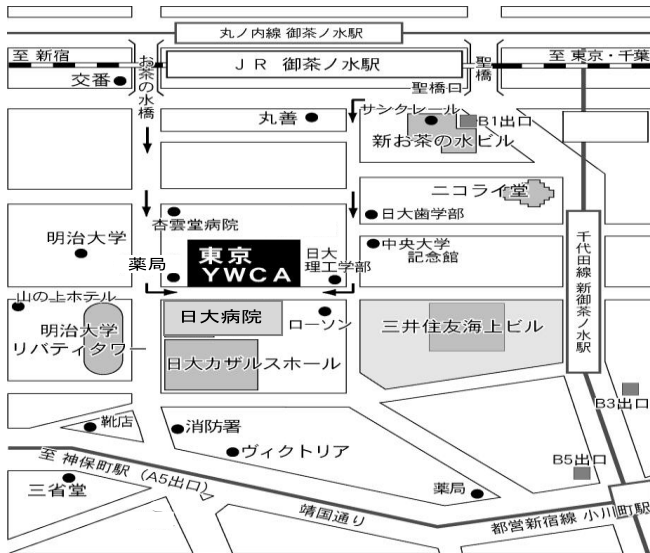 丸ノ内線 御茶ノ水駅
至 新宿
お茶の水橋
ＪＲ 御茶ノ水駅
聖橋
至 東京・千葉
交番
聖橋口
丸善
サンクレール
B1出口
新お茶の水ビル
ニコライ堂
杏雲堂病院
日大歯学部
明治大学
東京
YWCA
日大
理工学部
中央大学
記念館
千代田線 新御茶ノ水駅
薬局
山の上ホテル
日大病院
ローソン
三井住友海上ビル
明治大学
リバティタワー
日大カザルスホール
B3出口
靴店
消防署
ヴィクトリア
B5出口
至 神保町駅（A5出口）
三省堂
薬局
靖国通り
都営新宿線 小川町駅